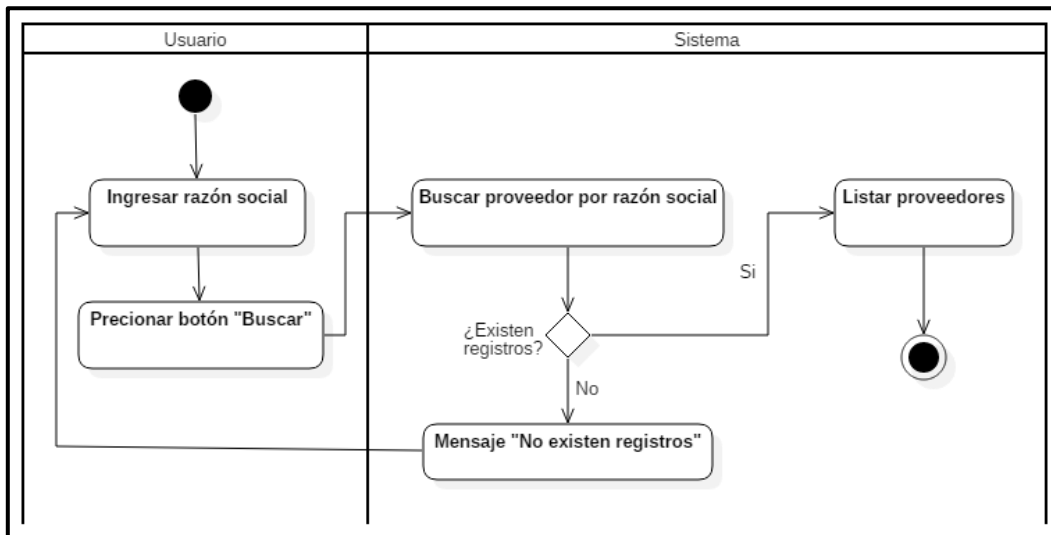 Usuario
Sistema
Ingresar razón social
Buscar proveedor por razón social
Listar proveedores
Si
Precionar botón "Buscar"
¿Existen
registros?
No
Mensaje "No existen registros"